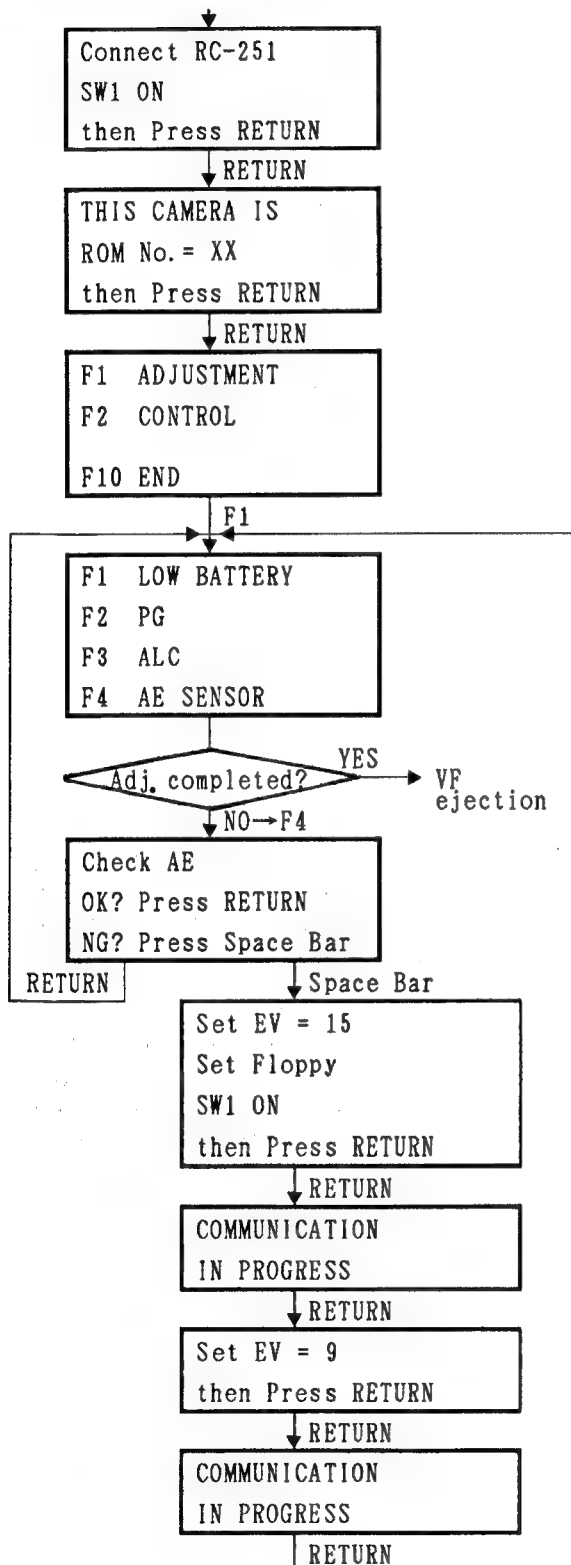 Connect RC-251
SW1 ON
then Press RETURN
RETURN
THIS CAMERA IS
ROM No. = XX
then Press RETURN
RETURN
F1 ADJUSTMENT
F2 CONTROL
F10 END
F1
F1 LOW BATTERY
F2 PG
F3 ALC
F4 AE SENSOR
Adj. completed?
YES
VF
ejection
NO→F4
Check AE
OK? Press RETURN
NG? Press Space Bar
RETURN
Space Bar
Set EV = 15
Set Floppy
SW1 ON
then Press RETURN
RETURN
COMMUNICATION
IN PROGRESS
RETURN
Set EV = 9
then Press RETURN
RETURN
COMMUNICATION
IN PROGRESS
RETURN